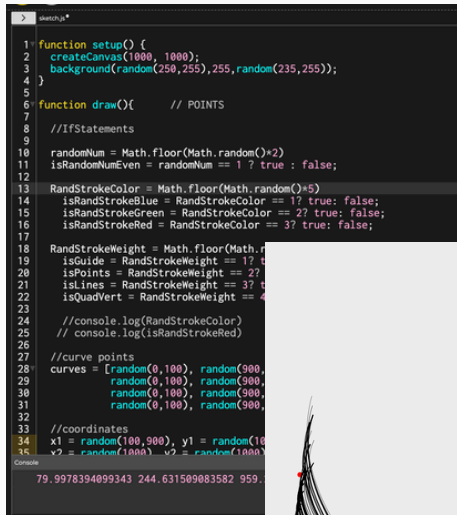 sketch.js
1 function setup() {
2 createCanvas(1000, 1000);
3 background(random(250,255),255,random(235,255));
4 }
5
6 function draw(){ // POINTS
7
8 //IfStatements
9
10 randomNum = Math.floor(Math.random()*2)
11 isRandomNumEven = randomNum == 1 ? true : false;
12
13 RandStrokeColor = Math.floor(Math.random()*5)
14 isRandStrokeBlue = RandStrokeColor == 1? true: false;
15 isRandStrokeGreen = RandStrokeColor == 2? true: false;
16 isRandStrokeRed = RandStrokeColor == 3? true: false;
17
18 RandStrokeWeight = Math.floor(Math.r
19 isGuide = RandStrokeWeight == 1? t
20 isPoints = RandStrokeWeight == 2?
21 isLines = RandStrokeWeight == 3? t
22 isQuadVert = RandStrokeWeight == 4
23
24 //console.log(RandStrokeColor)
25 // console.log(isRandStrokeRed)
26
27 //curve points
28 curves = [random(0,100), random(900,
29 random(0,100), random(900,
30 random(0,100), random(900,
31 random(0,100), random(900,
32
33 //coordinates
34 x1 = random(100,900), y1 = random(10
35 x2 = random(1000), y2 = random(1000)
Console
79.9978394099343 244.631509083582 959.